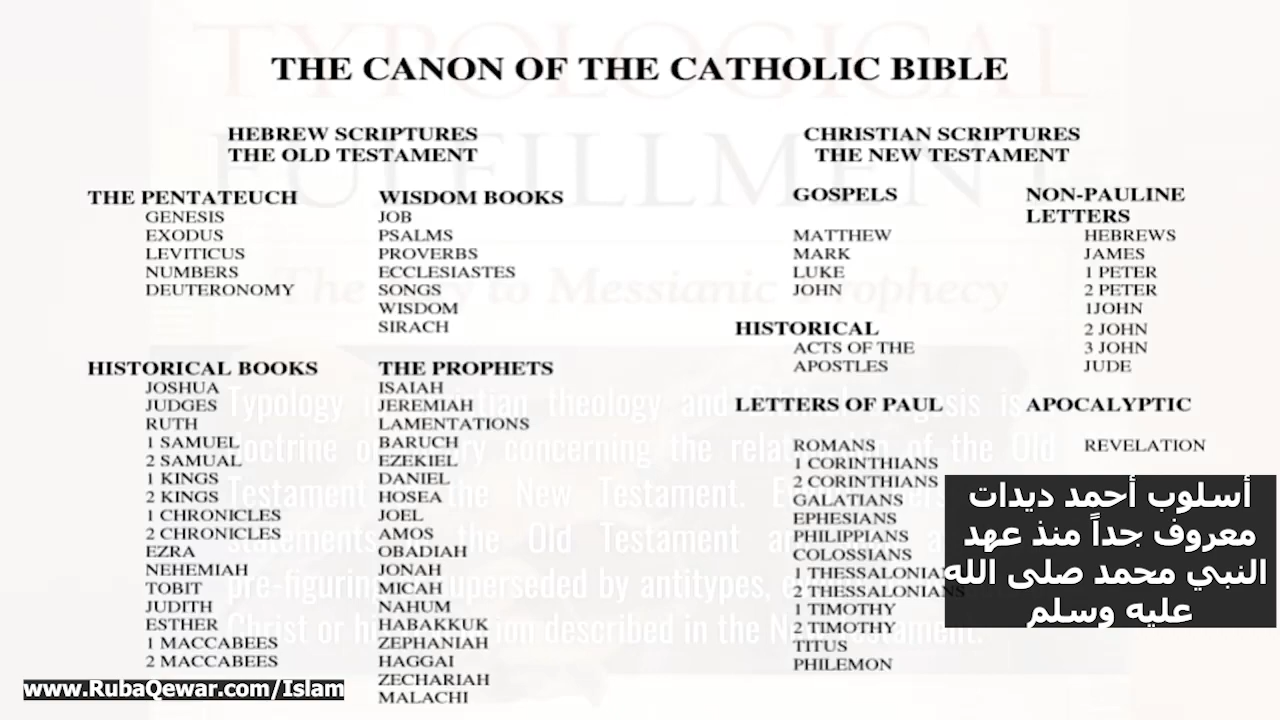 THE CANON OF THE CATHOLIC BIBLE
HEBREW SCRIPTURES
THE OLD TESTAMENT
THE PENTATEUCH
GENESIS
EXODUS
LEVITICUS
NUMBERS
DEUTERONOMY
HISTORICAL BOOKS
JOSHUA
JUDGES
RUTH
1 SAMUEL
2 SAMUAL
1 KINGS
2 KINGS
1 CHRONICLES
2 CHRONICLES
EZRA
NEHEMIAH
TOBIT
JUDITH
ESTHER
1 MACCABEES
2 MACCABEES
WISDOM BOOKS
JOB
PSALMS
PROVERBS
ECCLESIASTES
SONGS
WISDOM
SIRACH
THE PROPHETS
ISAIAH
JEREMIAH
LAMENTATIONS
BARUCH
EZEKIEL
DANIEL
HOSEA
JOEL
AMOS
OBADIAH
JONAH
MICAH
NAHUM
HABAKKUK
ZEPHANIAH
HAGGAI
ZECHARIAH
MALACHI
CHRISTIAN SCRIPTURES
THE NEW TESTAMENT
GOSPELS
MATTHEW
MARK
LUKE
JOHN
HISTORICAL
ACTS OF THE
APOSTLES
LETTERS OF PAUL
ROMANS
1 CORINTHIANS
2 CORINTHIANS
GALATIANS
EPHESIANS
PHILIPPIANS
COLOSSIANS
1 THESSALONIANS
2 THESSALONIANS
1 TIMOTHY
2 TIMOTHY
TITUS
PHILEMON
NON-PAULINE
LETTERS
HEBREWS
JAMES
1 PETER
2 PETER
1JOHN
2 JOHN
3 JOHN
JUDE
APOCALYPTIC
REVELATION
أسلوب أحمد ديدات
معروف جداً منذ عهد
النبي محمد صلى الله
عليه وسلم
www.RubaQewar.com/Islam
TYPOLOGICAL
FULFILLMENT